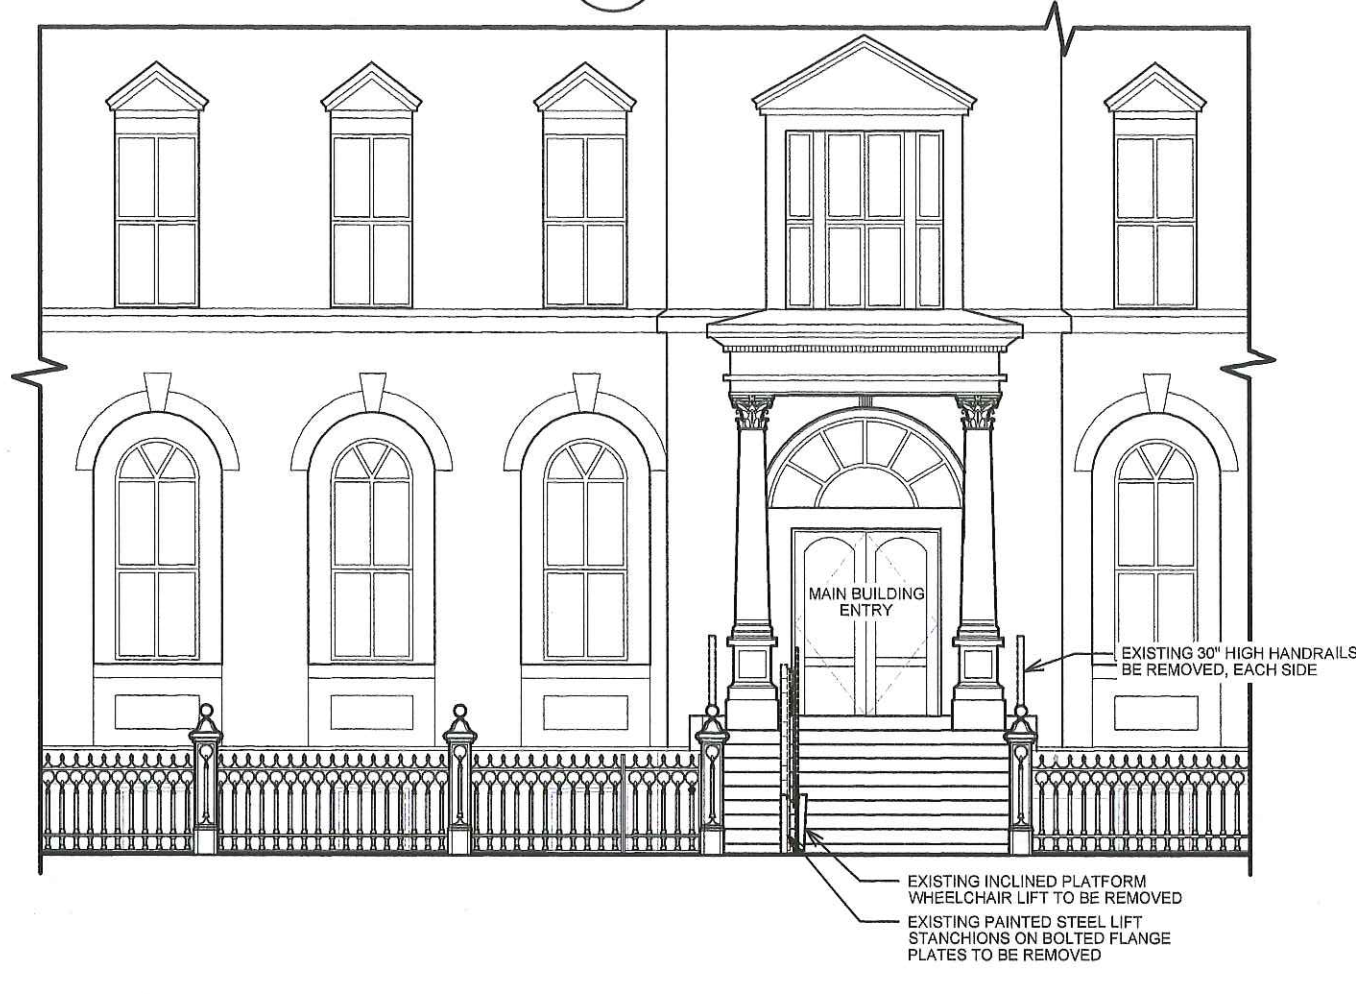 MAIN BUILDING
ENTRY
EXISTING 30" HIGH HANDRAILS
BE REMOVED, EACH SIDE
EXISTING INCLINED PLATFORM
WHEELCHAIR LIFT TO BE REMOVED
EXISTING PAINTED STEEL LIFT
STANCHIONS ON BOLTED FLANGE
PLATES TO BE REMOVED